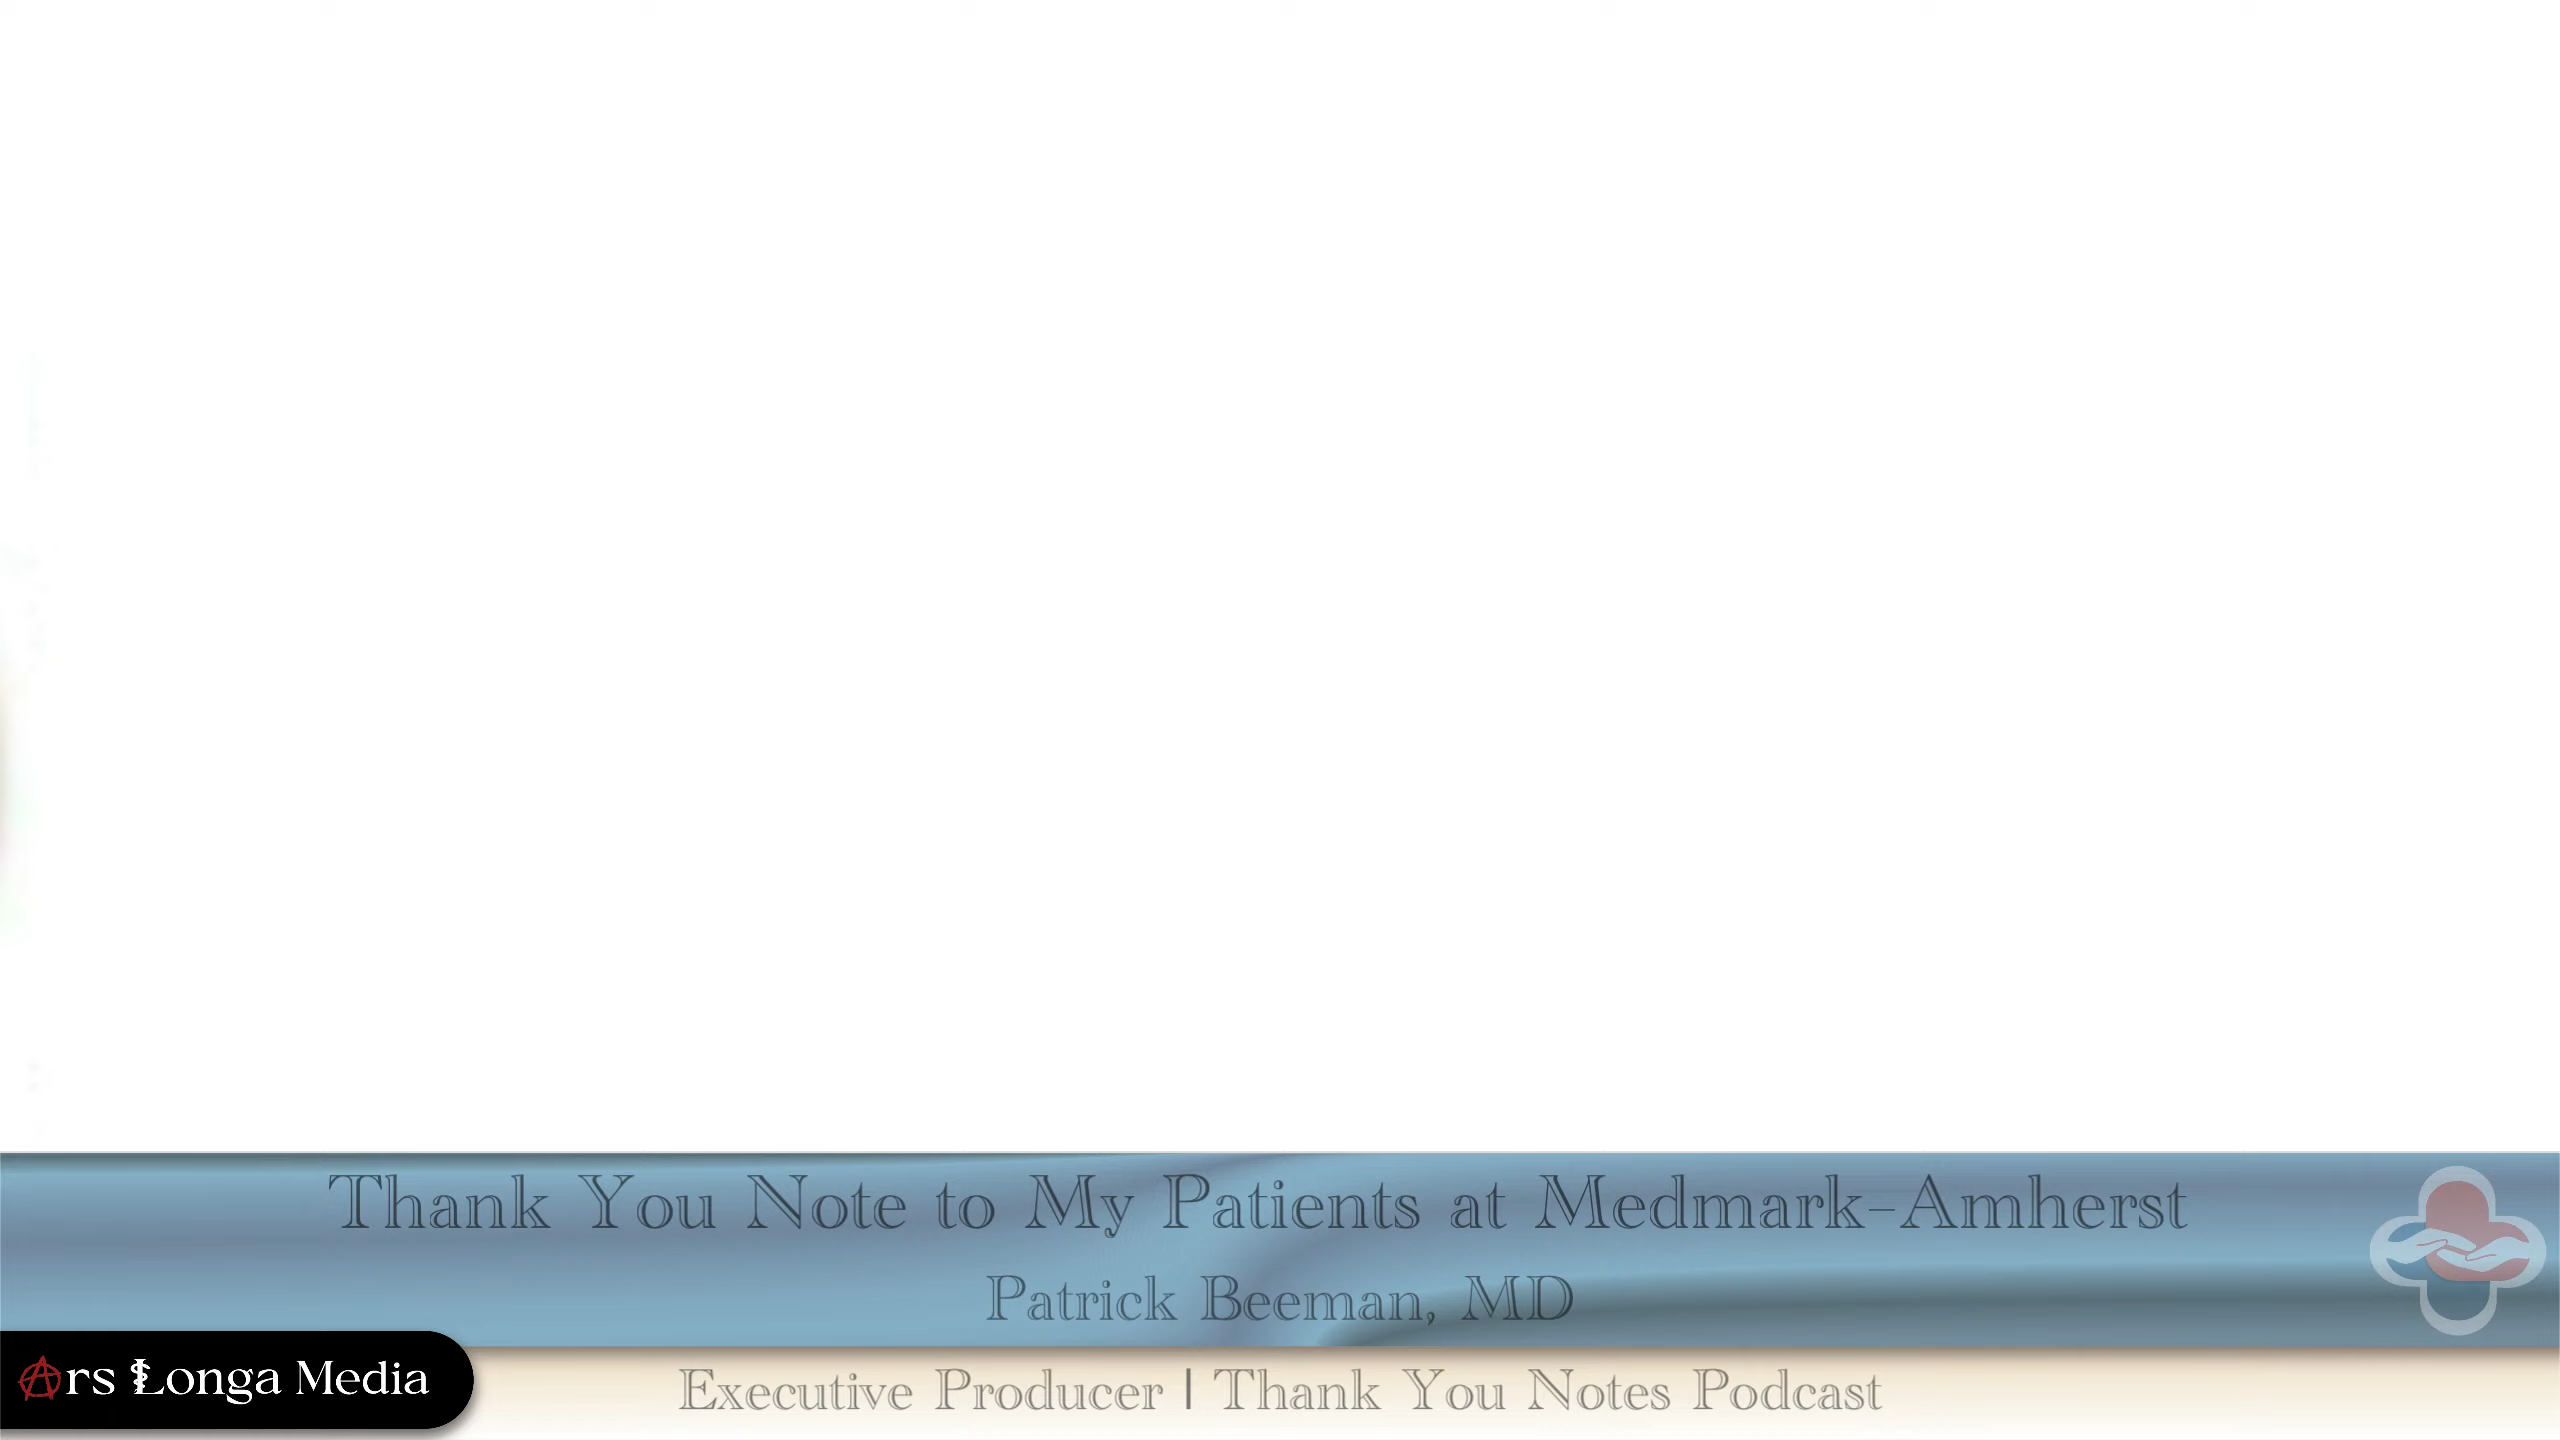 Thank You Note to My Patients at Medmark-Amherst
Patrick Beeman, MD
Ars Longa Media
Executive Producer | Thank You Notes Podcast